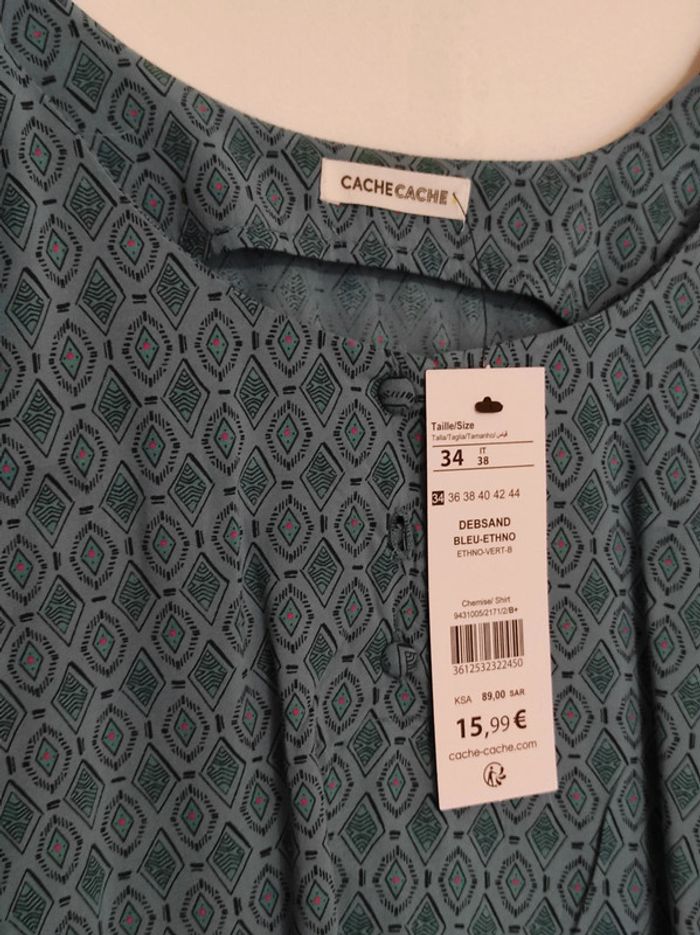 CACHECACHE
Taille/Size
Talla/Taglia/Tamanho/قياس
34 IT 38
34 36 38 40 42 44
DEBSAND
BLEU-ETHNO
ETHNO-VERT-B
Chemise/ Shirt
9431005/2171/2/B+
3612532322450
KSA 89,00 SAR
15,99 €
cache-cache.com